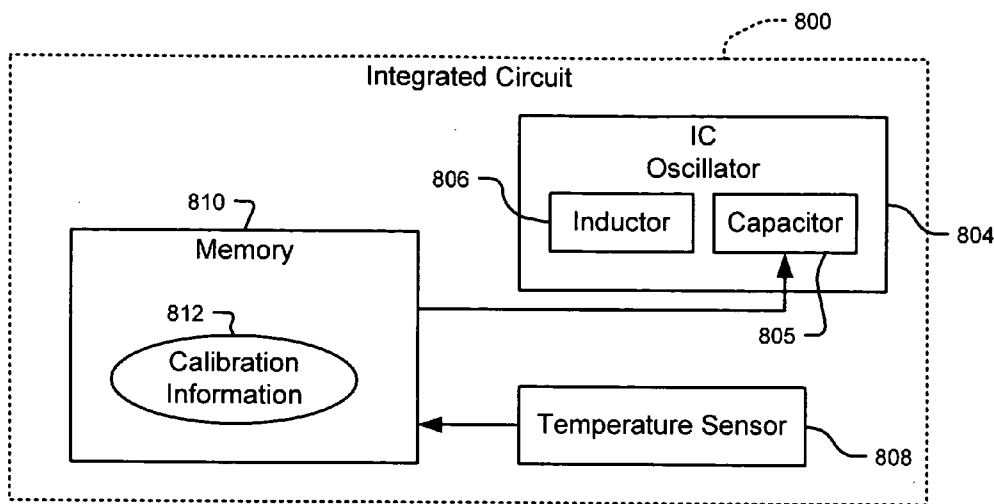 800
Integrated Circuit
IC
Oscillator
806
Inductor
Capacitor
804
810
Memory
805
812
Calibration
Information
Temperature Sensor
808